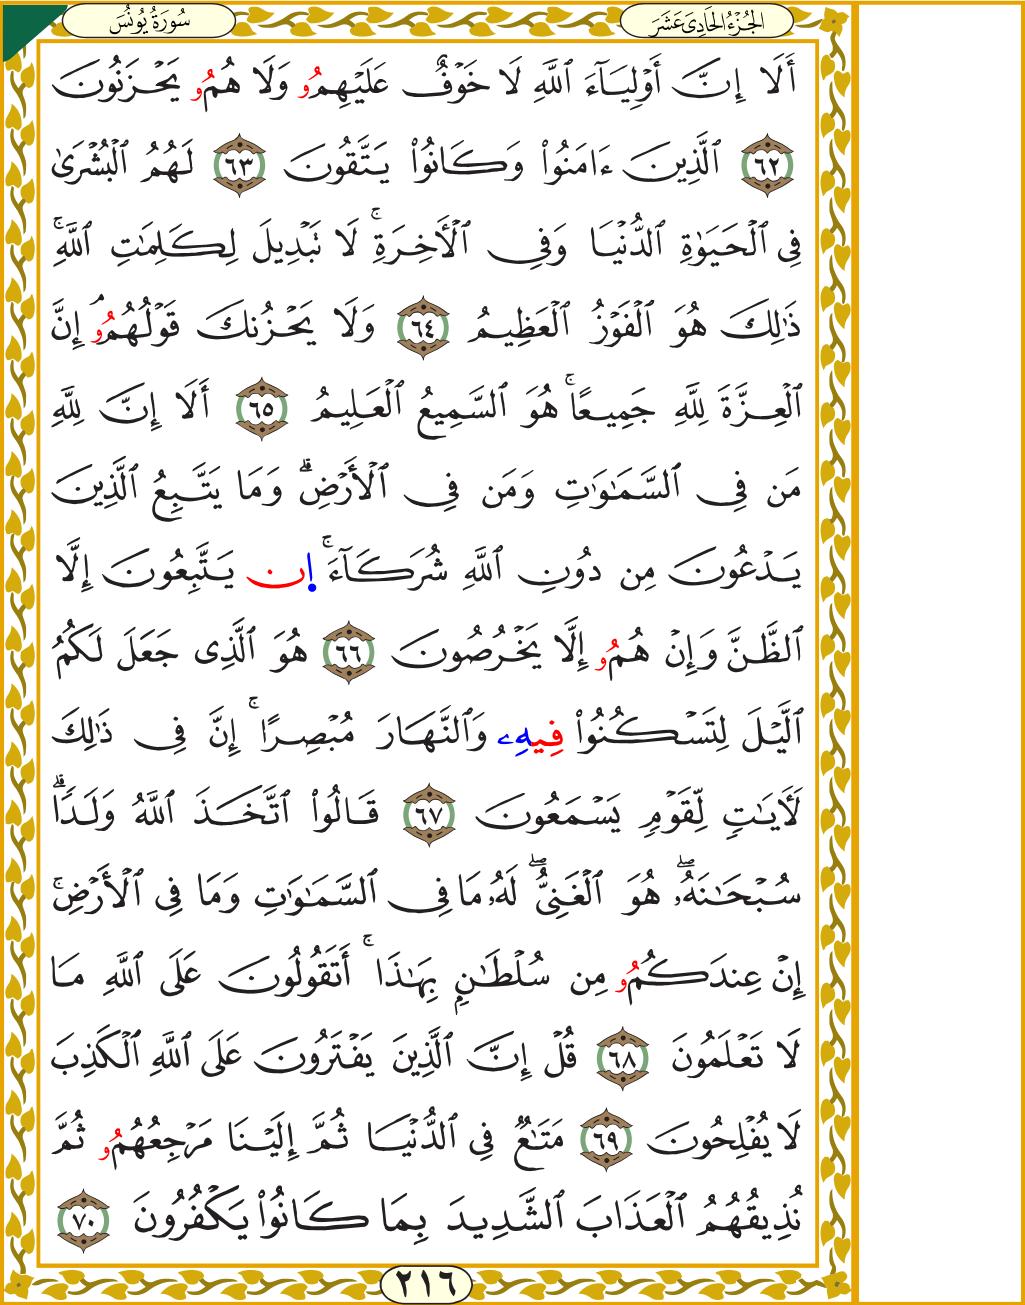 سُورَةُ يُونُسَ
الجُزْءُ الحَادِى عَشَرَ
أَلَا إِنَّ أَوْلِيَآءَ ٱللَّهِ لَا خَوْفٌ عَلَيْهِمُو وَلَا هُمُو يَحْزَنُونَ
٦٢ ٱلَّذِينَ ءَامَنُوا۟ وَكَانُوا۟ يَتَّقُونَ ٦٣ لَهُمُ ٱلْبُشْرَىٰ
فِى ٱلْحَيَوٰةِ ٱلدُّنْيَا وَفِى ٱلْأَخِرَةِۚ لَا تَبْدِيلَ لِكَلِمَٰتِ ٱللَّهِۚ
ذَٰلِكَ هُوَ ٱلْفَوْزُ ٱلْعَظِيمُ ٦٤ وَلَا يَحْزُنكَ قَوْلُهُمُوۘ إِنَّ
ٱلْعِزَّةَ لِلَّهِ جَمِيعًاۚ هُوَ ٱلسَّمِيعُ ٱلْعَلِيمُ ٦٥ أَلَا إِنَّ لِلَّهِ
مَن فِى ٱلسَّمَٰوَٰتِ وَمَن فِى ٱلْأَرْضِۗ وَمَا يَتَّبِعُ ٱلَّذِينَ
يَدْعُونَ مِن دُونِ ٱللَّهِ شُرَكَآءَۚ إن يَتَّبِعُونَ إِلَّا
ٱلظَّنَّ وَإِنْ هُمُو إِلَّا يَخْرُصُونَ ٦٦ هُوَ ٱلَّذِى جَعَلَ لَكُمُ
ٱلَّيْلَ لِتَسْكُنُوا۟ فِيهِۦ وَٱلنَّهَارَ مُبْصِرًاۚ إِنَّ فِى ذَٰلِكَ
لَأَيَٰتٍ لِّقَوْمٍ يَسْمَعُونَ ٦٧ قَالُوا۟ ٱتَّخَذَ ٱللَّهُ وَلَدًاۗ
سُبْحَٰنَهُۥۖ هُوَ ٱلْغَنِىُّۖ لَهُۥ مَا فِى ٱلسَّمَٰوَٰتِ وَمَا فِى ٱلْأَرْضِۚ
إِنْ عِندَكُمُو مِن سُلْطَٰنٍۭ بِهَٰذَاۚ أَتَقُولُونَ عَلَى ٱللَّهِ مَا
لَا تَعْلَمُونَ ٦٨ قُلْ إِنَّ ٱلَّذِينَ يَفْتَرُونَ عَلَى ٱللَّهِ ٱلْكَذِبَ
لَا يُفْلِحُونَ ٦٩ مَتَٰعٌ فِى ٱلدُّنْيَا ثُمَّ إِلَيْنَا مَرْجِعُهُمُو ثُمَّ
نُذِيقُهُمُ ٱلْعَذَابَ ٱلشَّدِيدَ بِمَا كَانُوا۟ يَكْفُرُونَ ٧٠
٢١٦